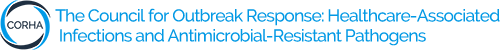 CORHA
The Council for Outbreak Response: Healthcare-Associated
Infections and Antimicrobial-Resistant Pathogens